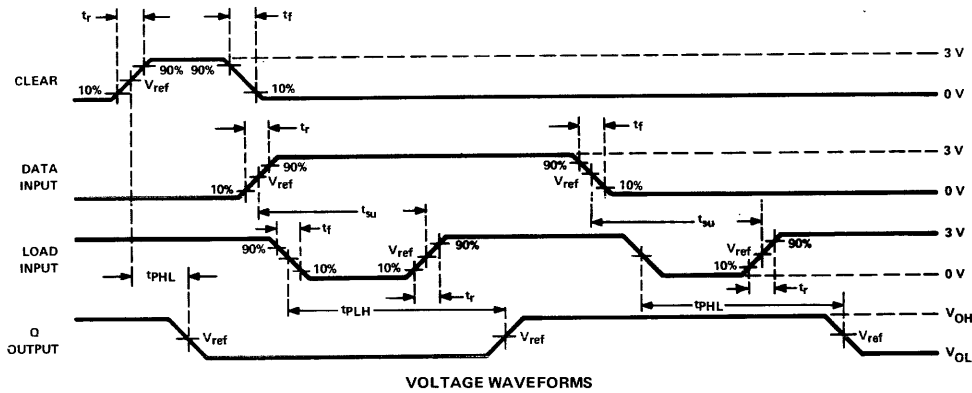 tr tf
3 V
CLEAR 10% Vref 90% 90% 10%
0 V
tr tf
3 V
DATA
INPUT
10% Vref 90% 90% Vref 10%
0 V
tsu tsu
tf
3 V
LOAD
INPUT
90% 10% 10% Vref 90% 10% Vref 90%
0 V
tPHL tr tr
tPLH tPHL
VOH
Q
OUTPUT
Vref Vref Vref
VOL
VOLTAGE WAVEFORMS